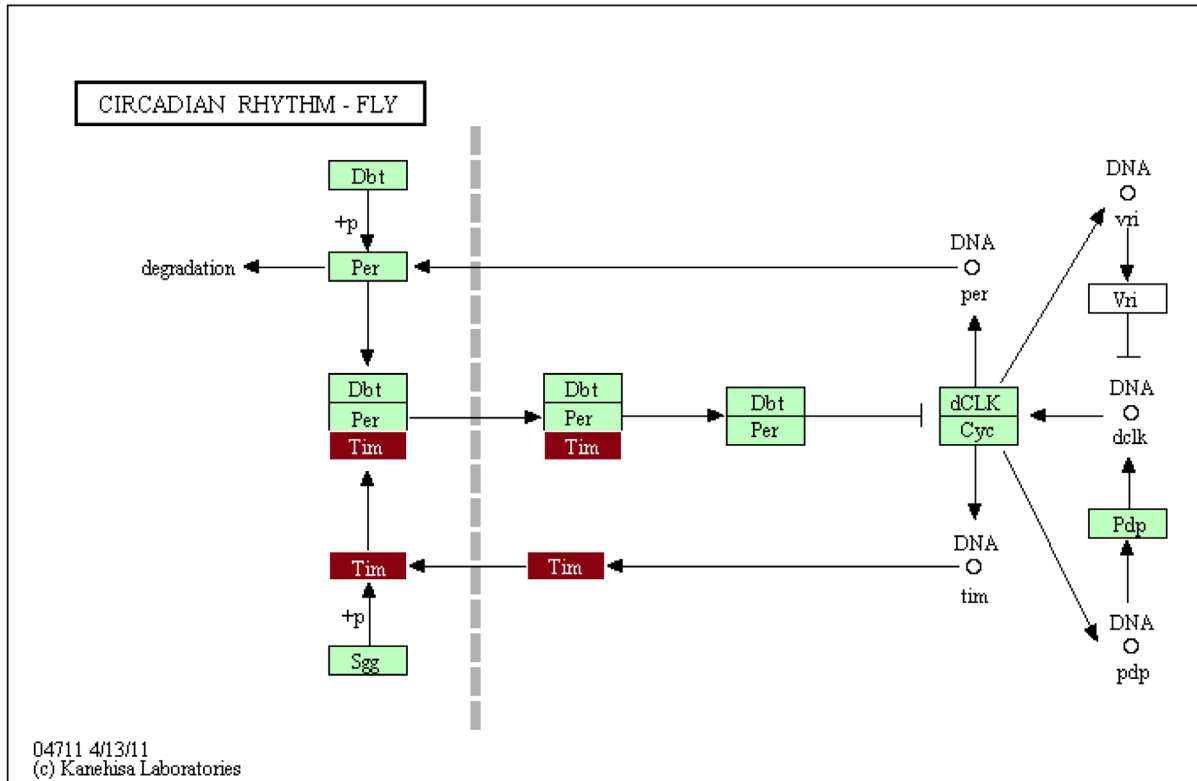 CIRCADIAN RHYTHM - FLY
Dbt
DNA
+p
vri
DNA
degradation
Per
per
Vri
Dbt
Per
Tim
Dbt
Per
Tim
Dbt
Per
dCLK
Cyc
DNA
dclk
Pdp
DNA
Tim
Tim
tim
+p
DNA
Sgg
pdp
04711 4/13/11
(c) Kanehisa Laboratories